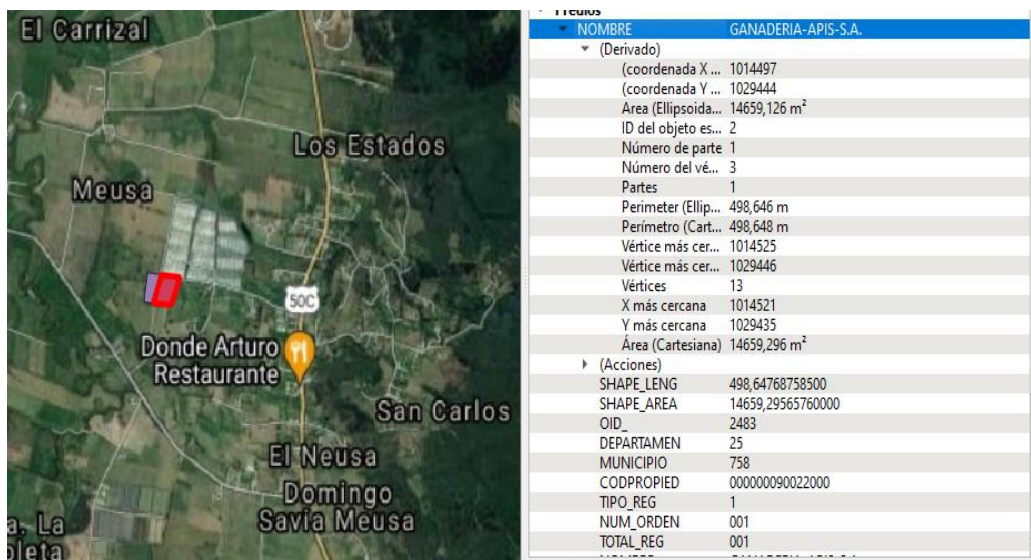 El Carrizal
Los Estados
Meusa
50C
Donde Arturo
Restaurante
San Carlos
El Neusa
Domingo
Savia Meusa
a. La
oleta
Predios
NOMBRE GANADERIA-APIS-S.A.
(Derivado)
(coordenada X ... 1014497
(coordenada Y ... 1029444
Area (Ellipsoida... 14659,126 m²
ID del objeto es... 2
Número de parte 1
Número del vé... 3
Partes 1
Perimeter (Ellip... 498,646 m
Perímetro (Cart... 498,648 m
Vértice más cer... 1014525
Vértice más cer... 1029446
Vértices 13
X más cercana 1014521
Y más cercana 1029435
Área (Cartesiana) 14659,296 m²
(Acciones)
SHAPE_LENG 498,64768758500
SHAPE_AREA 14659,29565760000
OID_ 2483
DEPARTAMEN 25
MUNICIPIO 758
CODPROPIED 000000090022000
TIPO_REG 1
NUM_ORDEN 001
TOTAL_REG 001